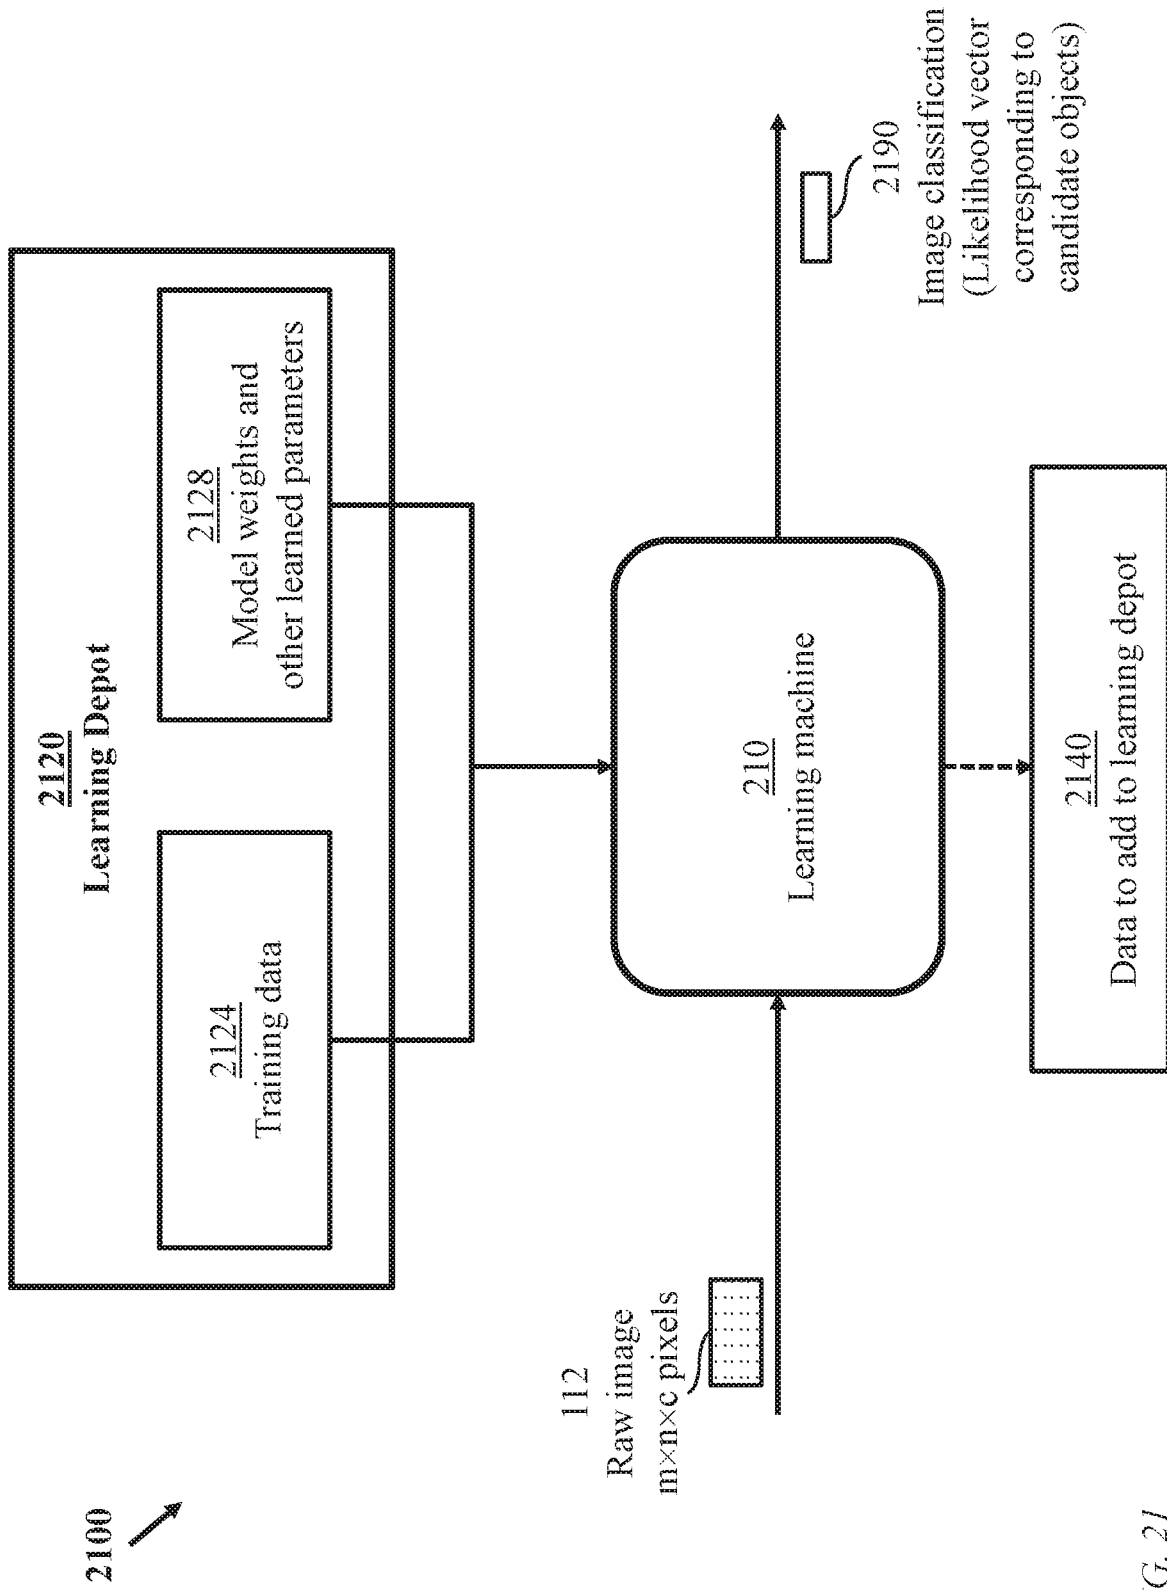 2100
2120
Learning Depot
2124
Training data
2128
Model weights and
other learned parameters
112
Raw image
m×n×c pixels
210
Learning machine
2190
Image classification
(Likelihood vector
corresponding to
candidate objects)
2140
Data to add to learning depot
G. 21